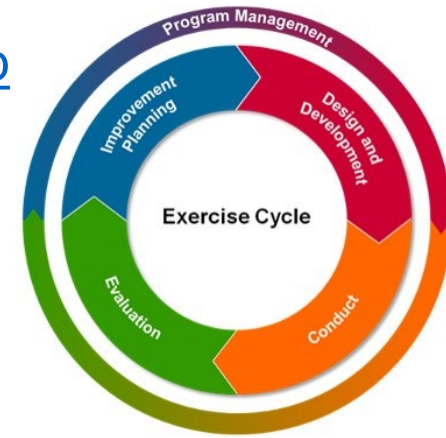 Program Management
Improvement
Planning
Design and
Development
Exercise Cycle
Evaluation
Conduct